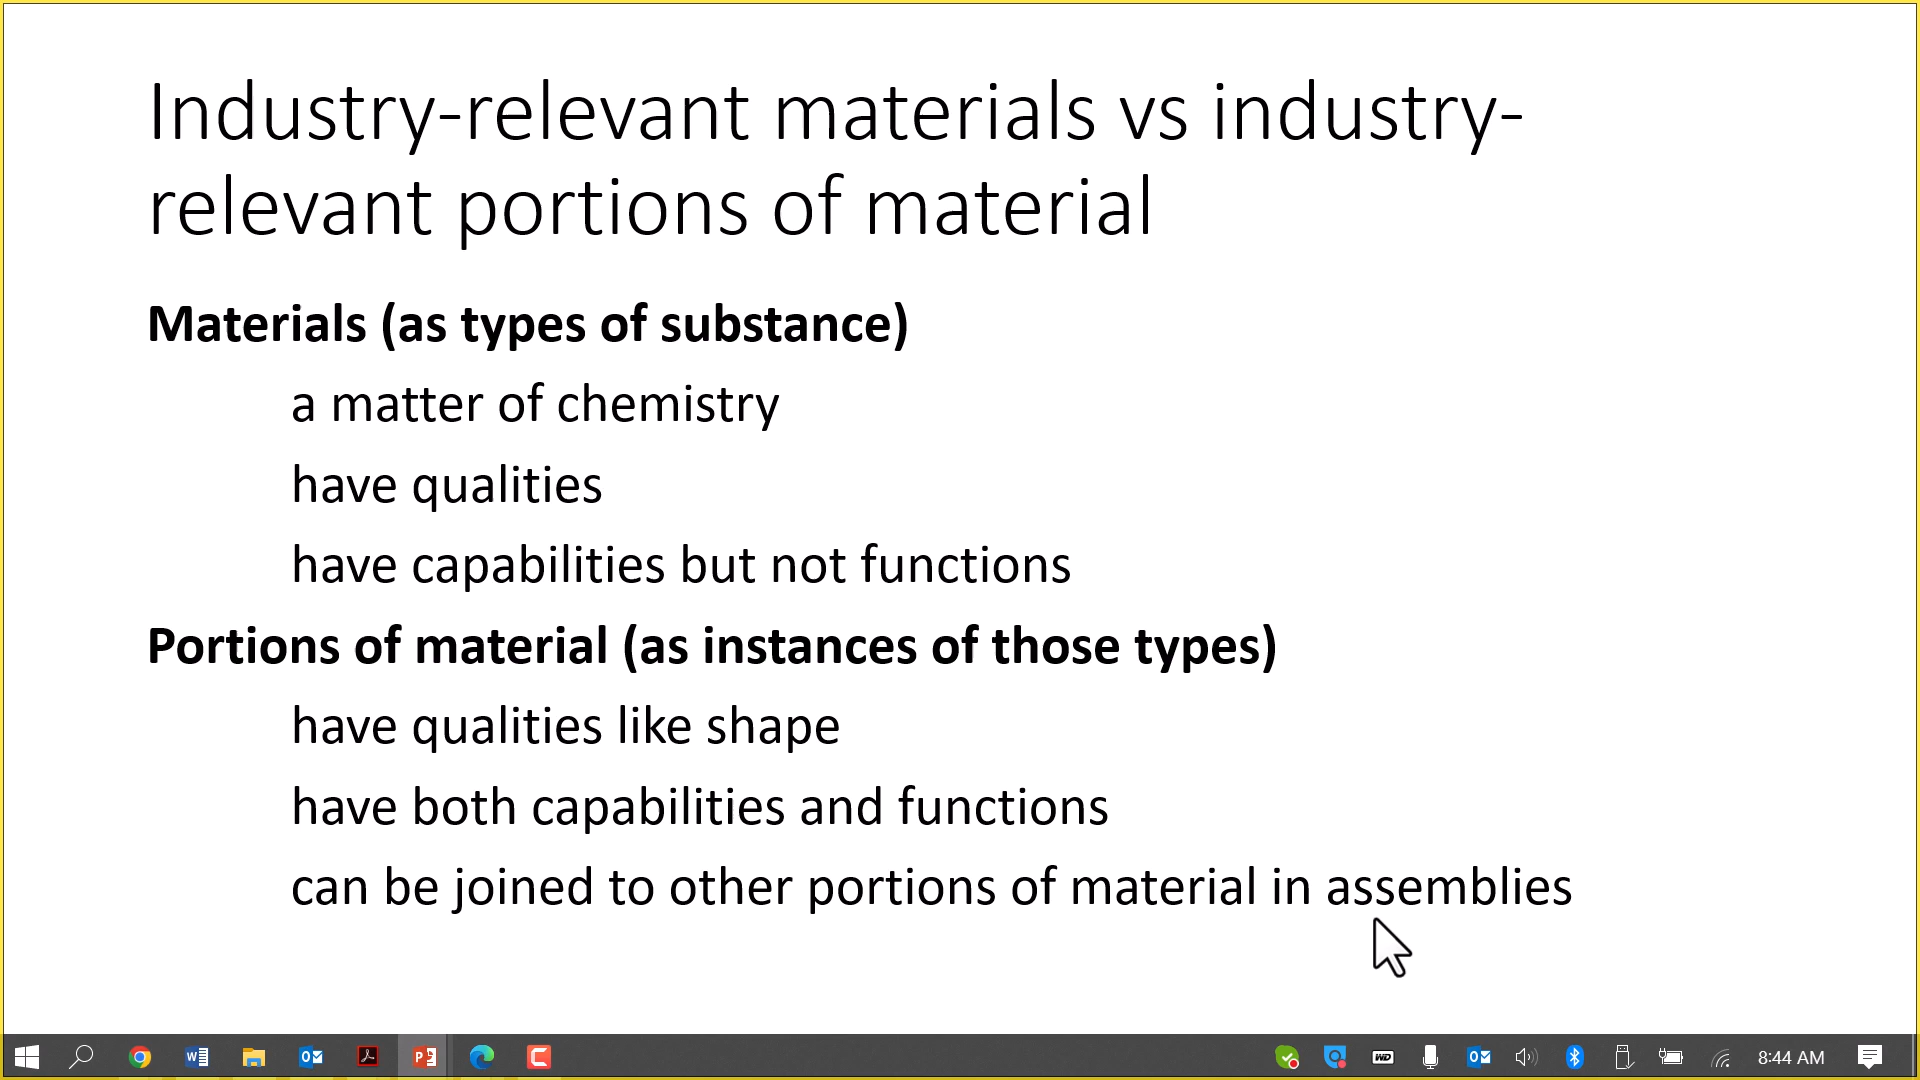 Industry-relevant materials vs industry-
relevant portions of material
Materials (as types of substance)
a matter of chemistry
have qualities
have capabilities but not functions
Portions of material (as instances of those types)
have qualities like shape
have both capabilities and functions
can be joined to other portions of material in assemblies
8:44 AM